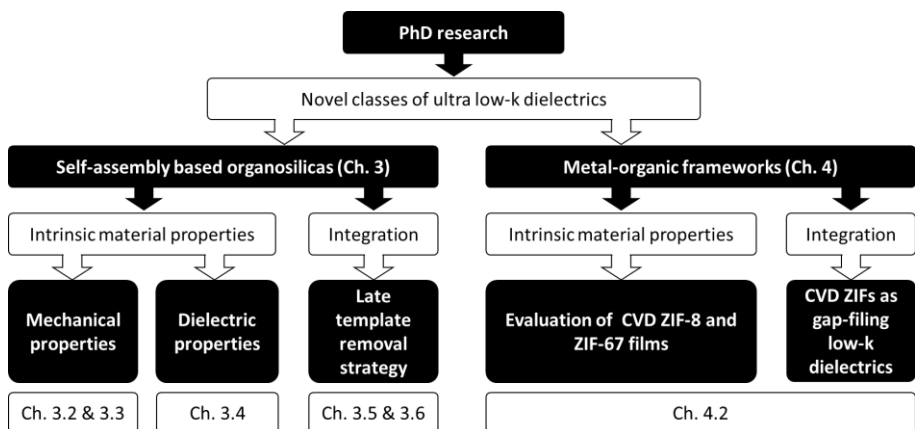 PhD research
Novel classes of ultra low-k dielectrics
Self-assembly based organosilicas (Ch. 3)
Metal-organic frameworks (Ch. 4)
Intrinsic material properties
Integration
Intrinsic material properties
Integration
Mechanical
properties
Dielectric
properties
Late
template
removal
strategy
Evaluation of CVD ZIF-8 and
ZIF-67 films
CVD ZIFs as
gap-filing
low-k
dielectrics
Ch. 3.2 & 3.3
Ch. 3.4
Ch. 3.5 & 3.6
Ch. 4.2